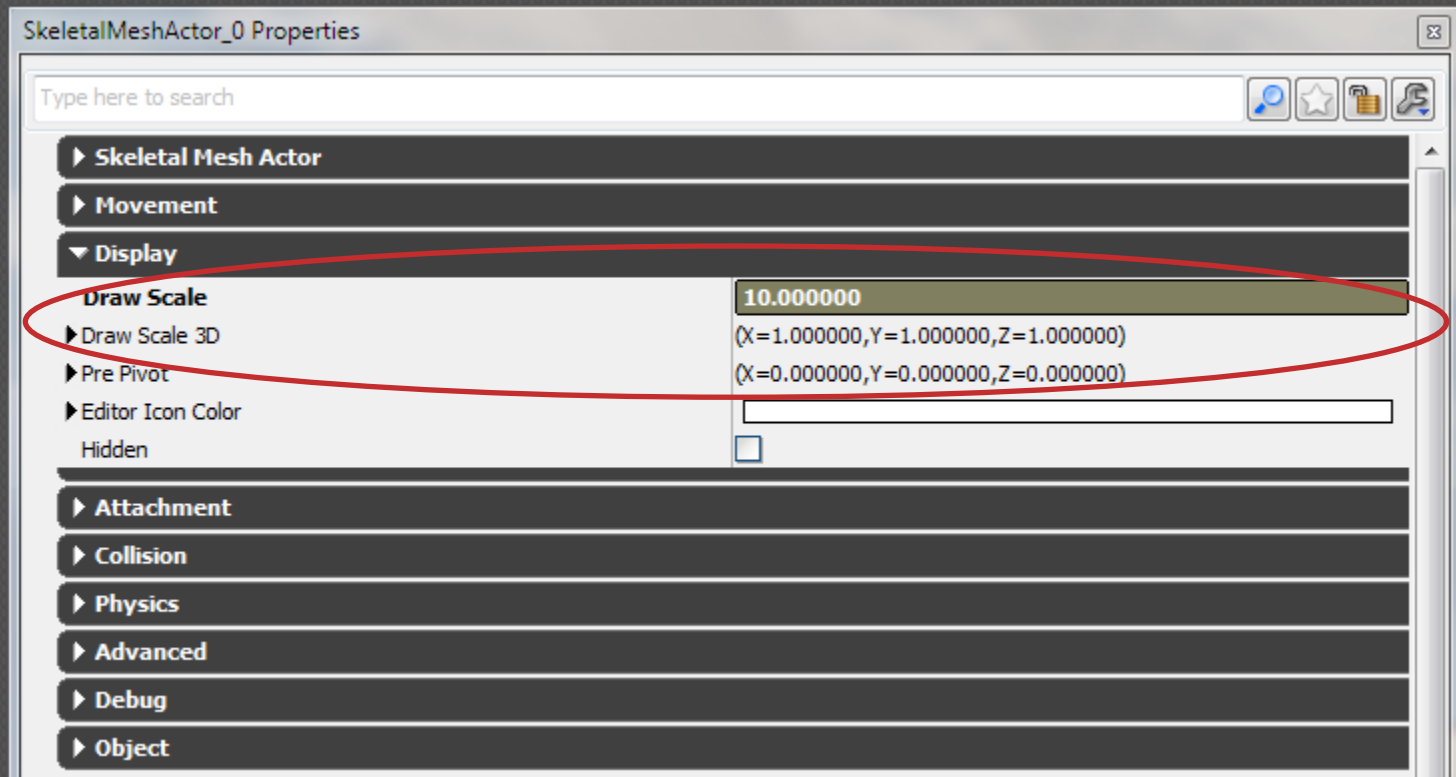 SkeletalMeshActor_0 Properties
Type here to search
Skeletal Mesh Actor
Movement
Display
Draw Scale 10.000000
Draw Scale 3D (X=1.000000,Y=1.000000,Z=1.000000)
Pre Pivot (X=0.000000,Y=0.000000,Z=0.000000)
Editor Icon Color
Hidden
Attachment
Collision
Physics
Advanced
Debug
Object